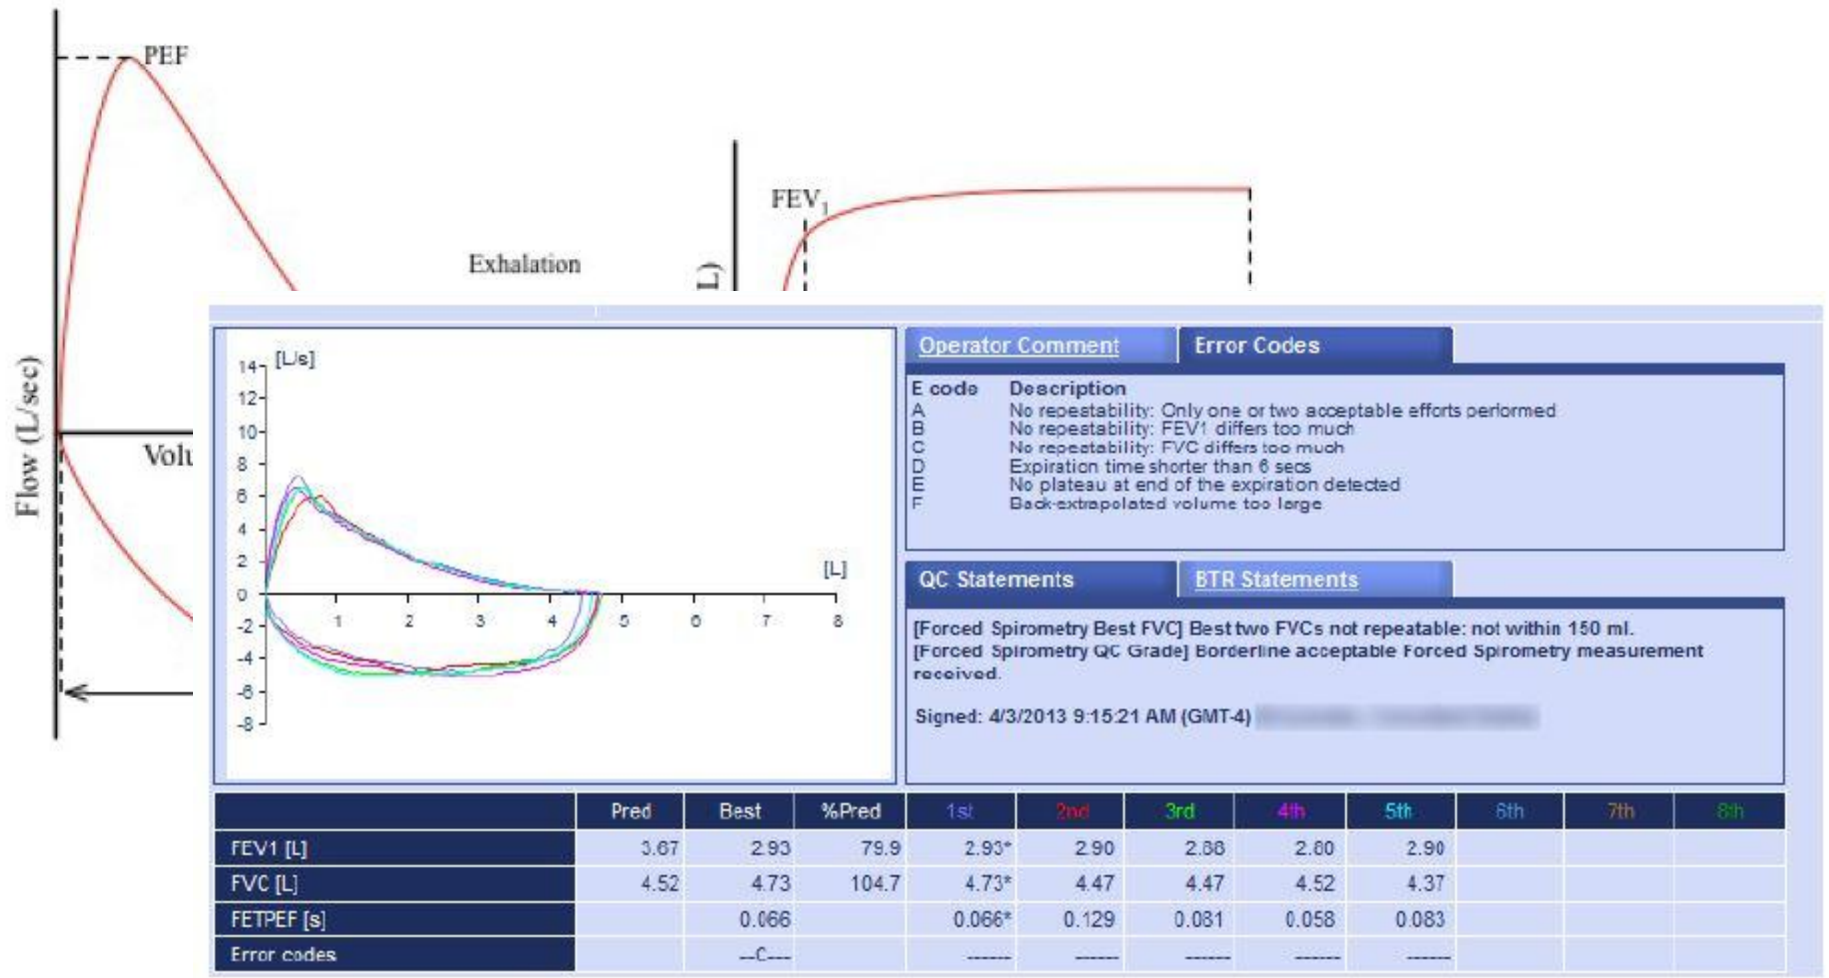 PEF
FEV1
Exhalation
L)
Flow (L/sec)
Volu
[L/s]
14
12
10
8
6
4
2
0
-2
-4
-6
-8
1 2 3 4 5 6 7 8
[L]
Operator Comment Error Codes
E code Description
A No repeatability: Only one or two acceptable efforts performed
B No repeatability: FEV1 differs too much
C No repeatability: FVC differs too much
D Expiration time shorter than 6 secs
E No plateau at end of the expiration detected
F Back-extrapolated volume too large
QC Statements BTR Statements
[Forced Spirometry Best FVC] Best two FVCs not repeatable: not within 150 ml.
[Forced Spirometry QC Grade] Borderline acceptable Forced Spirometry measurement
received.
Signed: 4/3/2013 9:15:21 AM (GMT-4)
Pred Best %Pred 1st 2nd 3rd 4th 5th 6th 7th 8th
FEV1 [L] 3.67 2.93 79.9 2.93* 2.90 2.88 2.80 2.90
FVC [L] 4.52 4.73 104.7 4.73* 4.47 4.47 4.52 4.37
FETPEF [s] 0.066 0.066* 0.129 0.081 0.058 0.083
Error codes --C--- ------ ------ ------ ------ ------